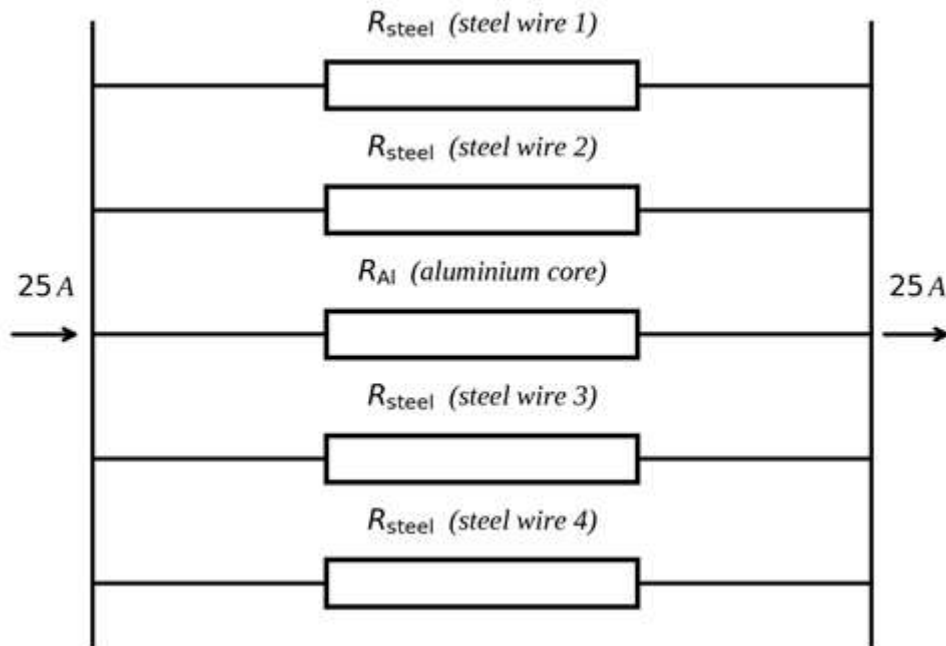 R_steel (steel wire 1)
R_steel (steel wire 2)
R_Al (aluminium core)
25 A
25 A
R_steel (steel wire 3)
R_steel (steel wire 4)